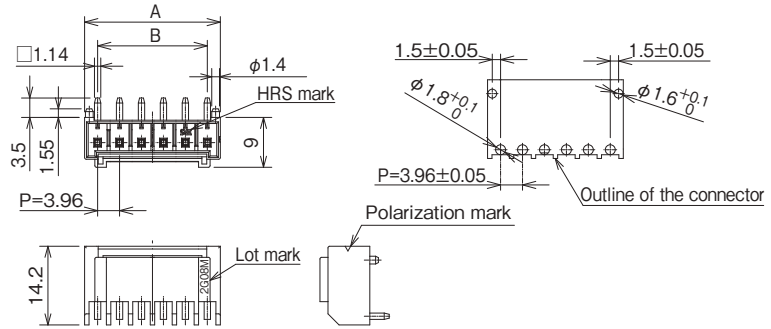 A
B
□1.14
φ1.4
HRS mark
3.5
1.55
9
P=3.96
1.5±0.05
1.5±0.05
φ1.8+0.1 0
φ1.6+0.1 0
P=3.96±0.05
Outline of the connector
Polarization mark
14.2
Lot mark
2G08M